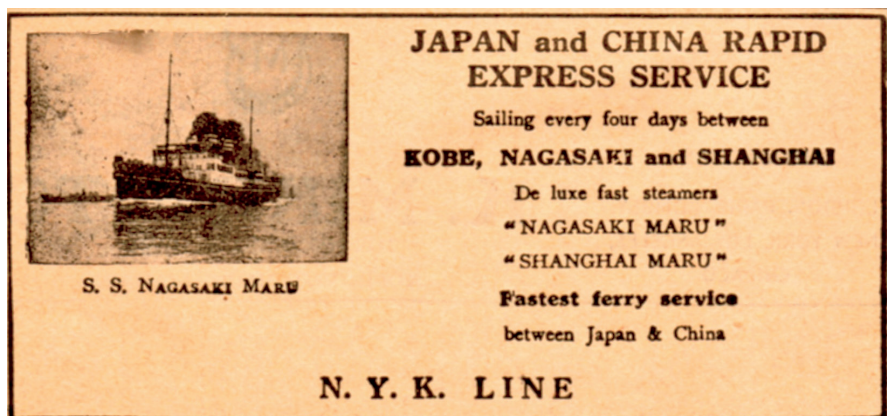 JAPAN and CHINA RAPID
EXPRESS SERVICE
Sailing every four days between
KOBE, NAGASAKI and SHANGHAI
De luxe fast steamers
"NAGASAKI MARU"
"SHANGHAI MARU"
Fastest ferry service
between Japan & China
S. S. NAGASAKI MARU
N. Y. K. LINE